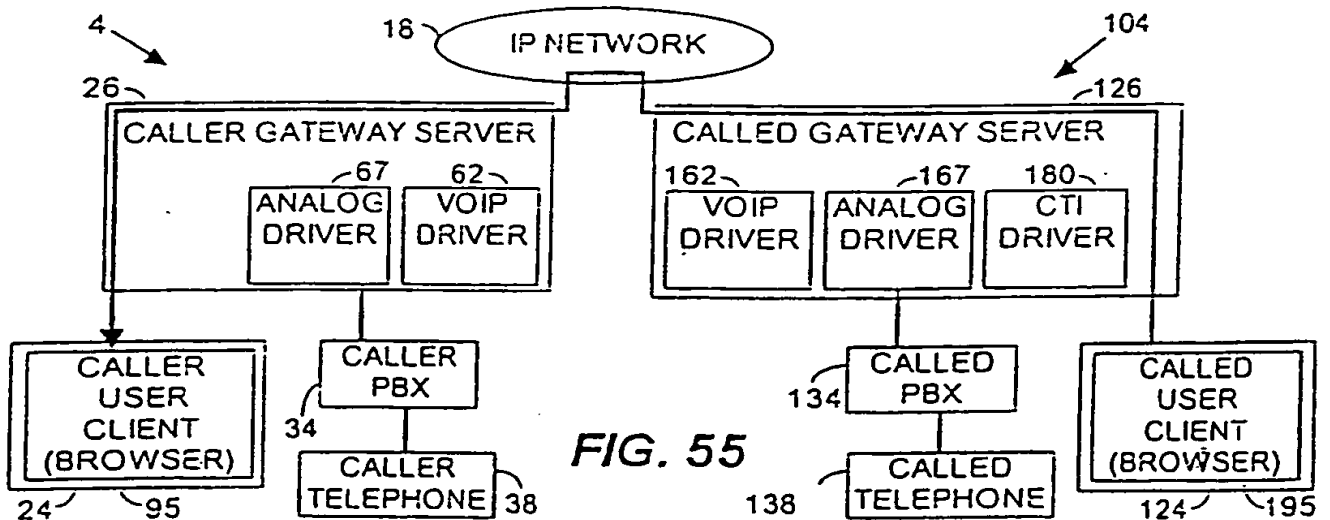 4
18
IP NETWORK
104
26
126
CALLER GATEWAY SERVER
CALLED GATEWAY SERVER
67
62
162
167
180
ANALOG
DRIVER
VOIP
DRIVER
VOIP
DRIVER
ANALOG
DRIVER
CTI
DRIVER
CALLER
USER
CLIENT
(BROWSER)
CALLER
PBX
34
CALLED
PBX
134
CALLED
USER
CLIENT
(BROWSER)
FIG. 55
CALLER
TELEPHONE
38
138
CALLED
TELEPHONE
24
95
124
195